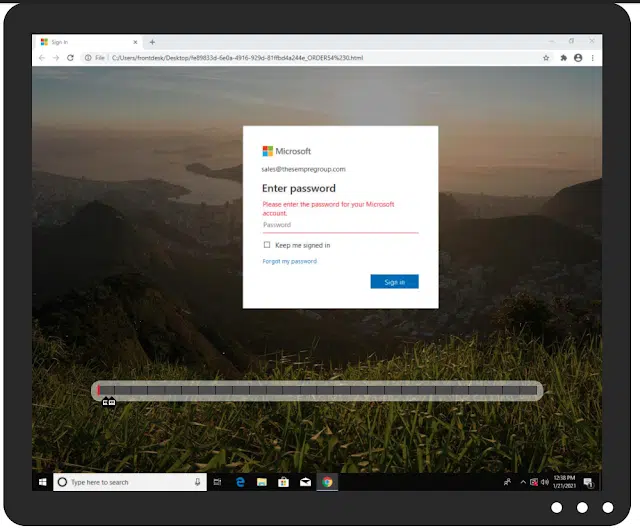 Sign in
File
C:/Users/frontdesk/Desktop/fe89833d-6e0a-4916-929d-81ffbd4a244e_ORDER54%230.html
Microsoft
sales@thesempregroup.com
Enter password
Please enter the password for your Microsoft
account.
Password
Keep me signed in
Forgot my password
Sign in
Type here to search
12:38 PM
1/21/2021